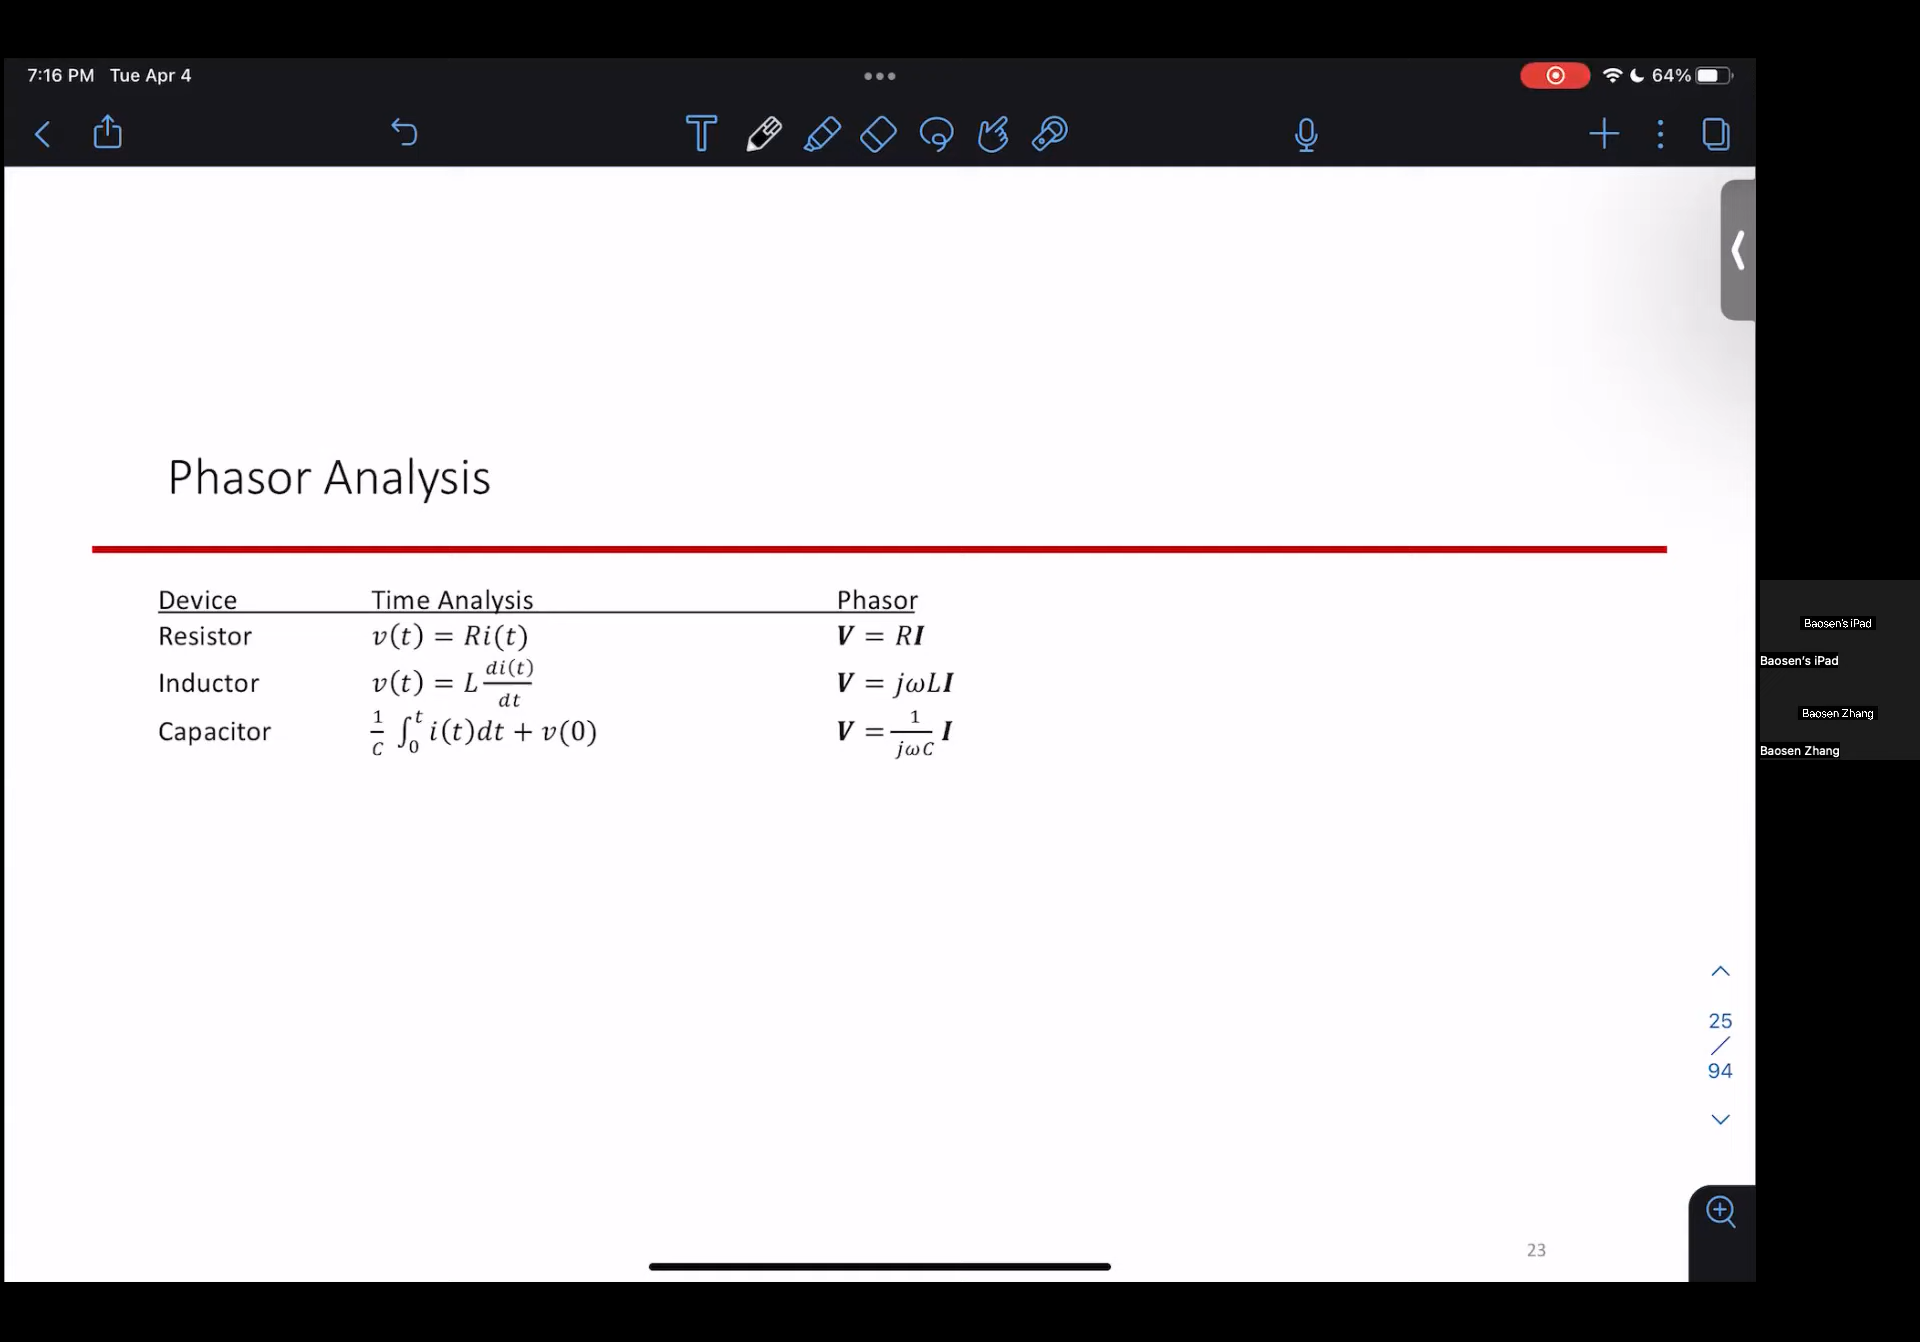 7:16 PM Tue Apr 4
64%
Phasor Analysis
Device Time Analysis Phasor
Resistor v(t) = Ri(t) V = RI
Inductor v(t) = L di(t)/dt V = jωLI
Capacitor 1/C ∫₀ᵗ i(t)dt + v(0) V = 1/jωC I
Baosen's iPad
Baosen's iPad
Baosen Zhang
Baosen Zhang
25
/
94
23